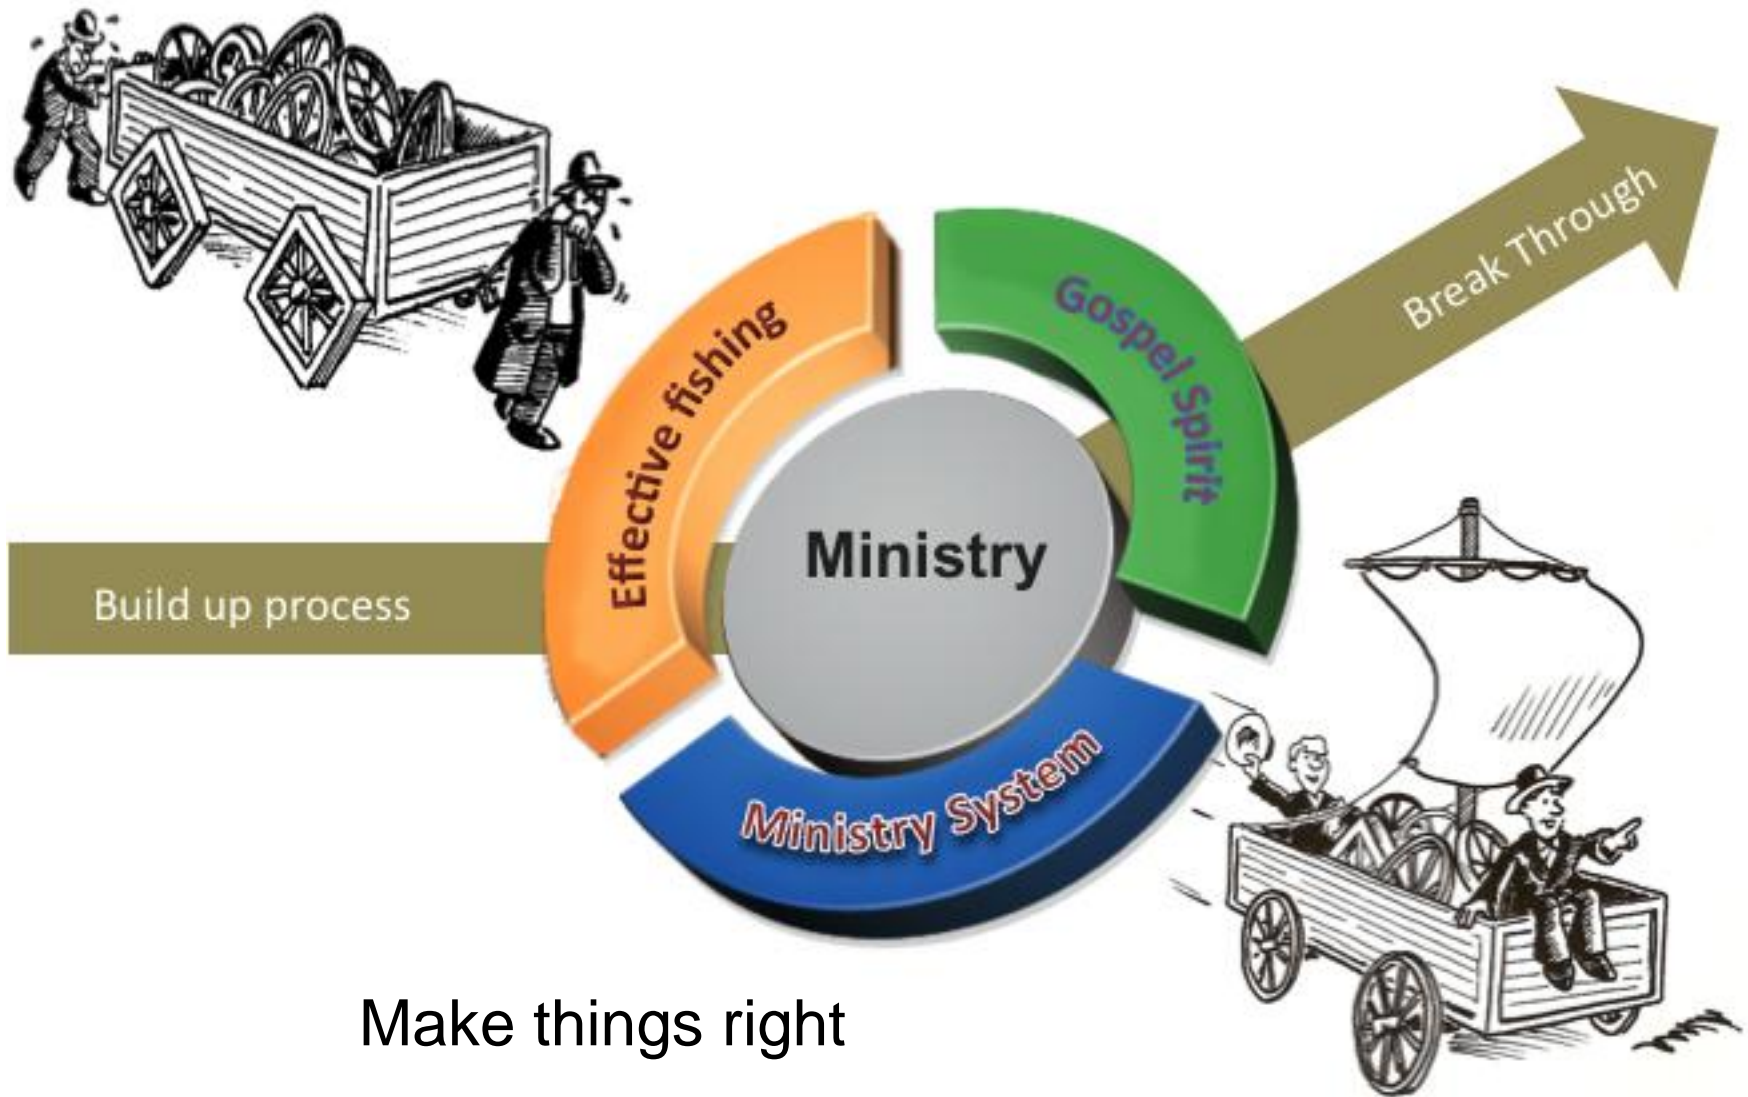 Build up process
Effective fishing
Gospel Spirit
Break Through
Ministry
Ministry System
Make things right